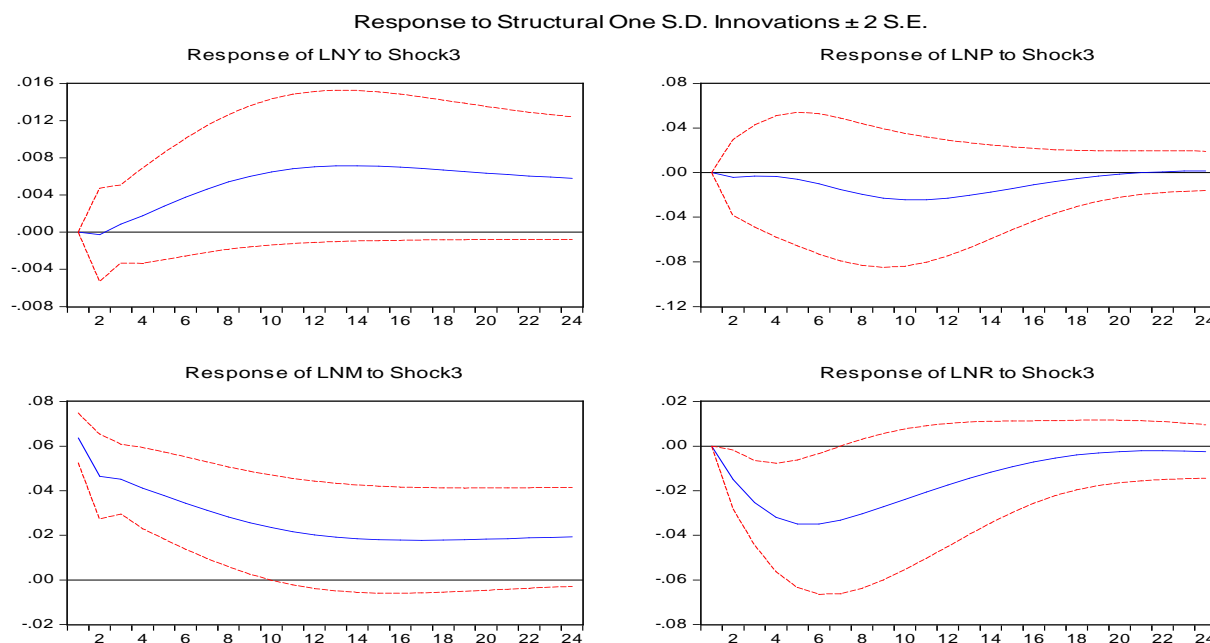 Response to Structural One S.D. Innovations ± 2 S.E.
Response of LNY to Shock3
.016
.012
.008
.004
.000
-.004
-.008
2 4 6 8 10 12 14 16 18 20 22 24
Response of LNP to Shock3
.08
.04
.00
-.04
-.08
-.12
2 4 6 8 10 12 14 16 18 20 22 24
Response of LNM to Shock3
.08
.06
.04
.02
.00
-.02
2 4 6 8 10 12 14 16 18 20 22 24
Response of LNR to Shock3
.02
.00
-.02
-.04
-.06
-.08
2 4 6 8 10 12 14 16 18 20 22 24